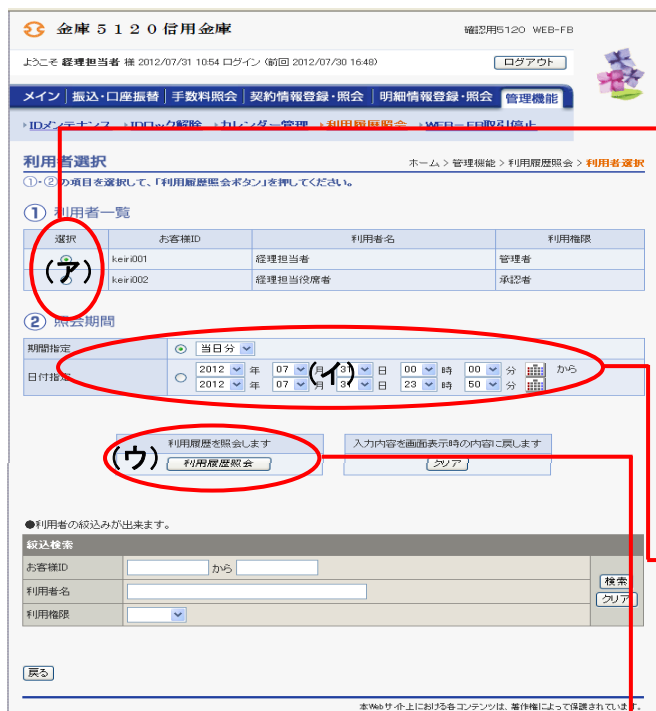 金庫５１２０信用金庫
確認用5120 WEB-FB
ようこそ 経理担当者 様 2012/07/31 10:54 ログイン (前回 2012/07/30 16:48)
ログアウト
メイン 振込・口座振替 手数料照会 契約情報登録・照会 明細情報登録・照会 管理機能
IDメンテナンス IDロック解除 カレンダー管理 利用履歴照会 WEB－FB取引停止
利用者選択
ホーム > 管理機能 > 利用履歴照会 > 利用者選択
①・②の項目を選択して、「利用履歴照会ボタン」を押してください。
① 利用者一覧
選択 お客様ID 利用者名 利用権限
keiri001 経理担当者 管理者
(ア)
keiri002 経理担当役席者 承認者
② 照会期間
期間指定 当日分
日付指定 2012 年 07 月 31 日 00 時 00 分 から
(イ)
2012 年 07 月 31 日 23 時 50 分
利用履歴を照会します 入力内容を画面表示時の内容に戻します
(ウ) 利用履歴照会 クリア
●利用者の絞込みが出来ます。
絞込検索
お客様ID から
利用者名
利用権限
検索
クリア
戻る
本Webサイト上における各コンテンツは、著作権によって保護されています。